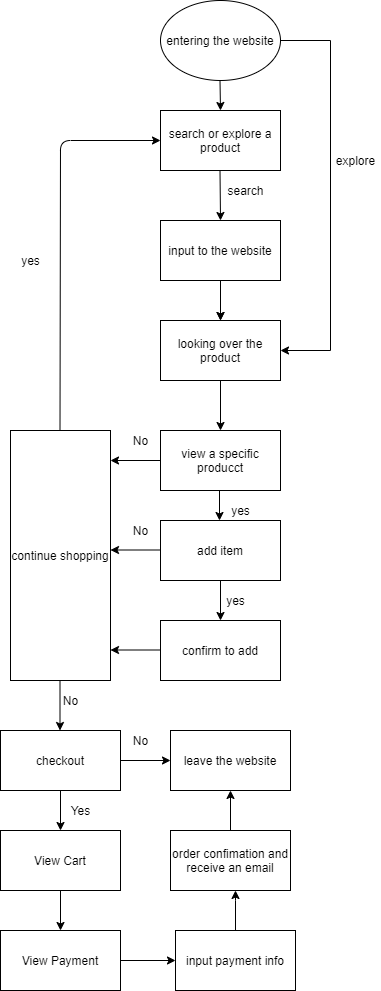 entering the website
search or explore a
product
explore
search
input to the website
yes
looking over the
product
No
view a specific
producct
yes
No
add item
continue shopping
yes
confirm to add
No
checkout
No
leave the website
Yes
View Cart
order confimation and
receive an email
View Payment
input payment info